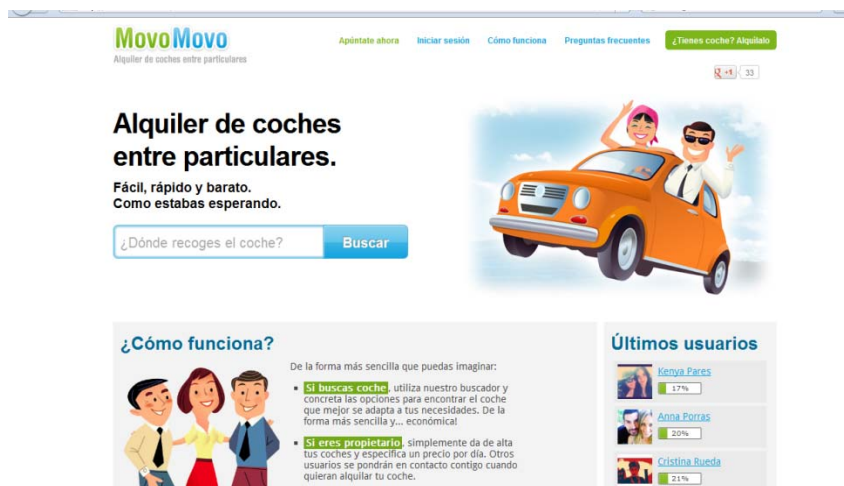 MovoMovo
Alquiler de coches entre particulares
Apúntate ahora
Iniciar sesión
Cómo funciona
Preguntas frecuentes
¿Tienes coche? Alquílalo
+1
33
Alquiler de coches
entre particulares.
Fácil, rápido y barato.
Como estabas esperando.
¿Dónde recoges el coche?
Buscar
¿Cómo funciona?
De la forma más sencilla que puedas imaginar:
Si buscas coche, utiliza nuestro buscador y
concreta las opciones para encontrar el coche
que mejor se adapta a tus necesidades. De la
forma más sencilla y... económica!
Si eres propietario, simplemente da de alta
tus coches y especifica un precio por día. Otros
usuarios se pondrán en contacto contigo cuando
quieran alquilar tu coche.
Últimos usuarios
Kenya Pares
17%
Anna Porras
20%
Cristina Rueda
21%